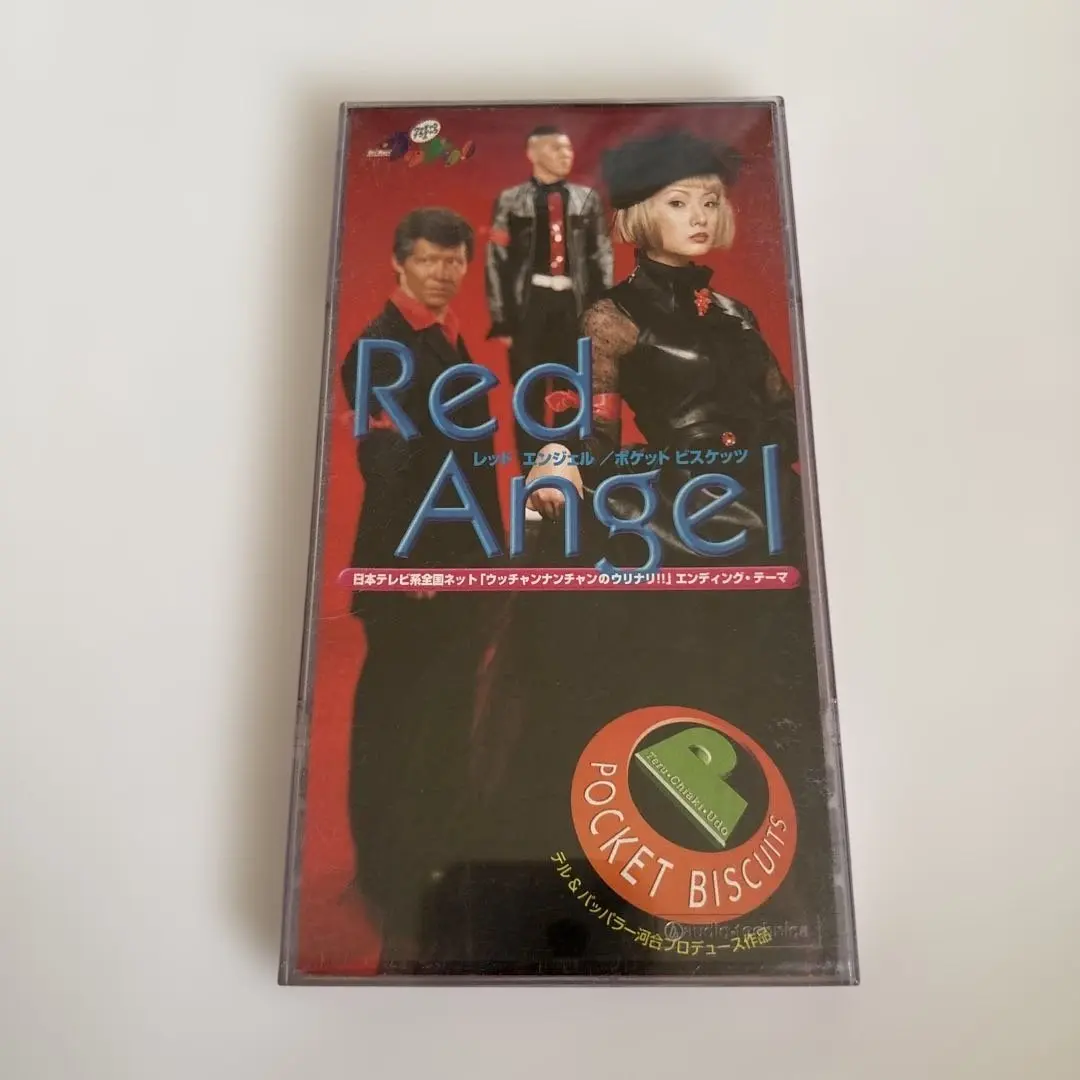 Red
レッド エンジェル／ポケット ビスケッツ
Angel
日本テレビ系全国ネット「ウッチャンナンチャンのウリナリ!!」エンディング・テーマ
P
Teru・Chiaki・Udo
POCKET BISCUITS
テル&パッパラー河合プロデュース作品
audio-technica